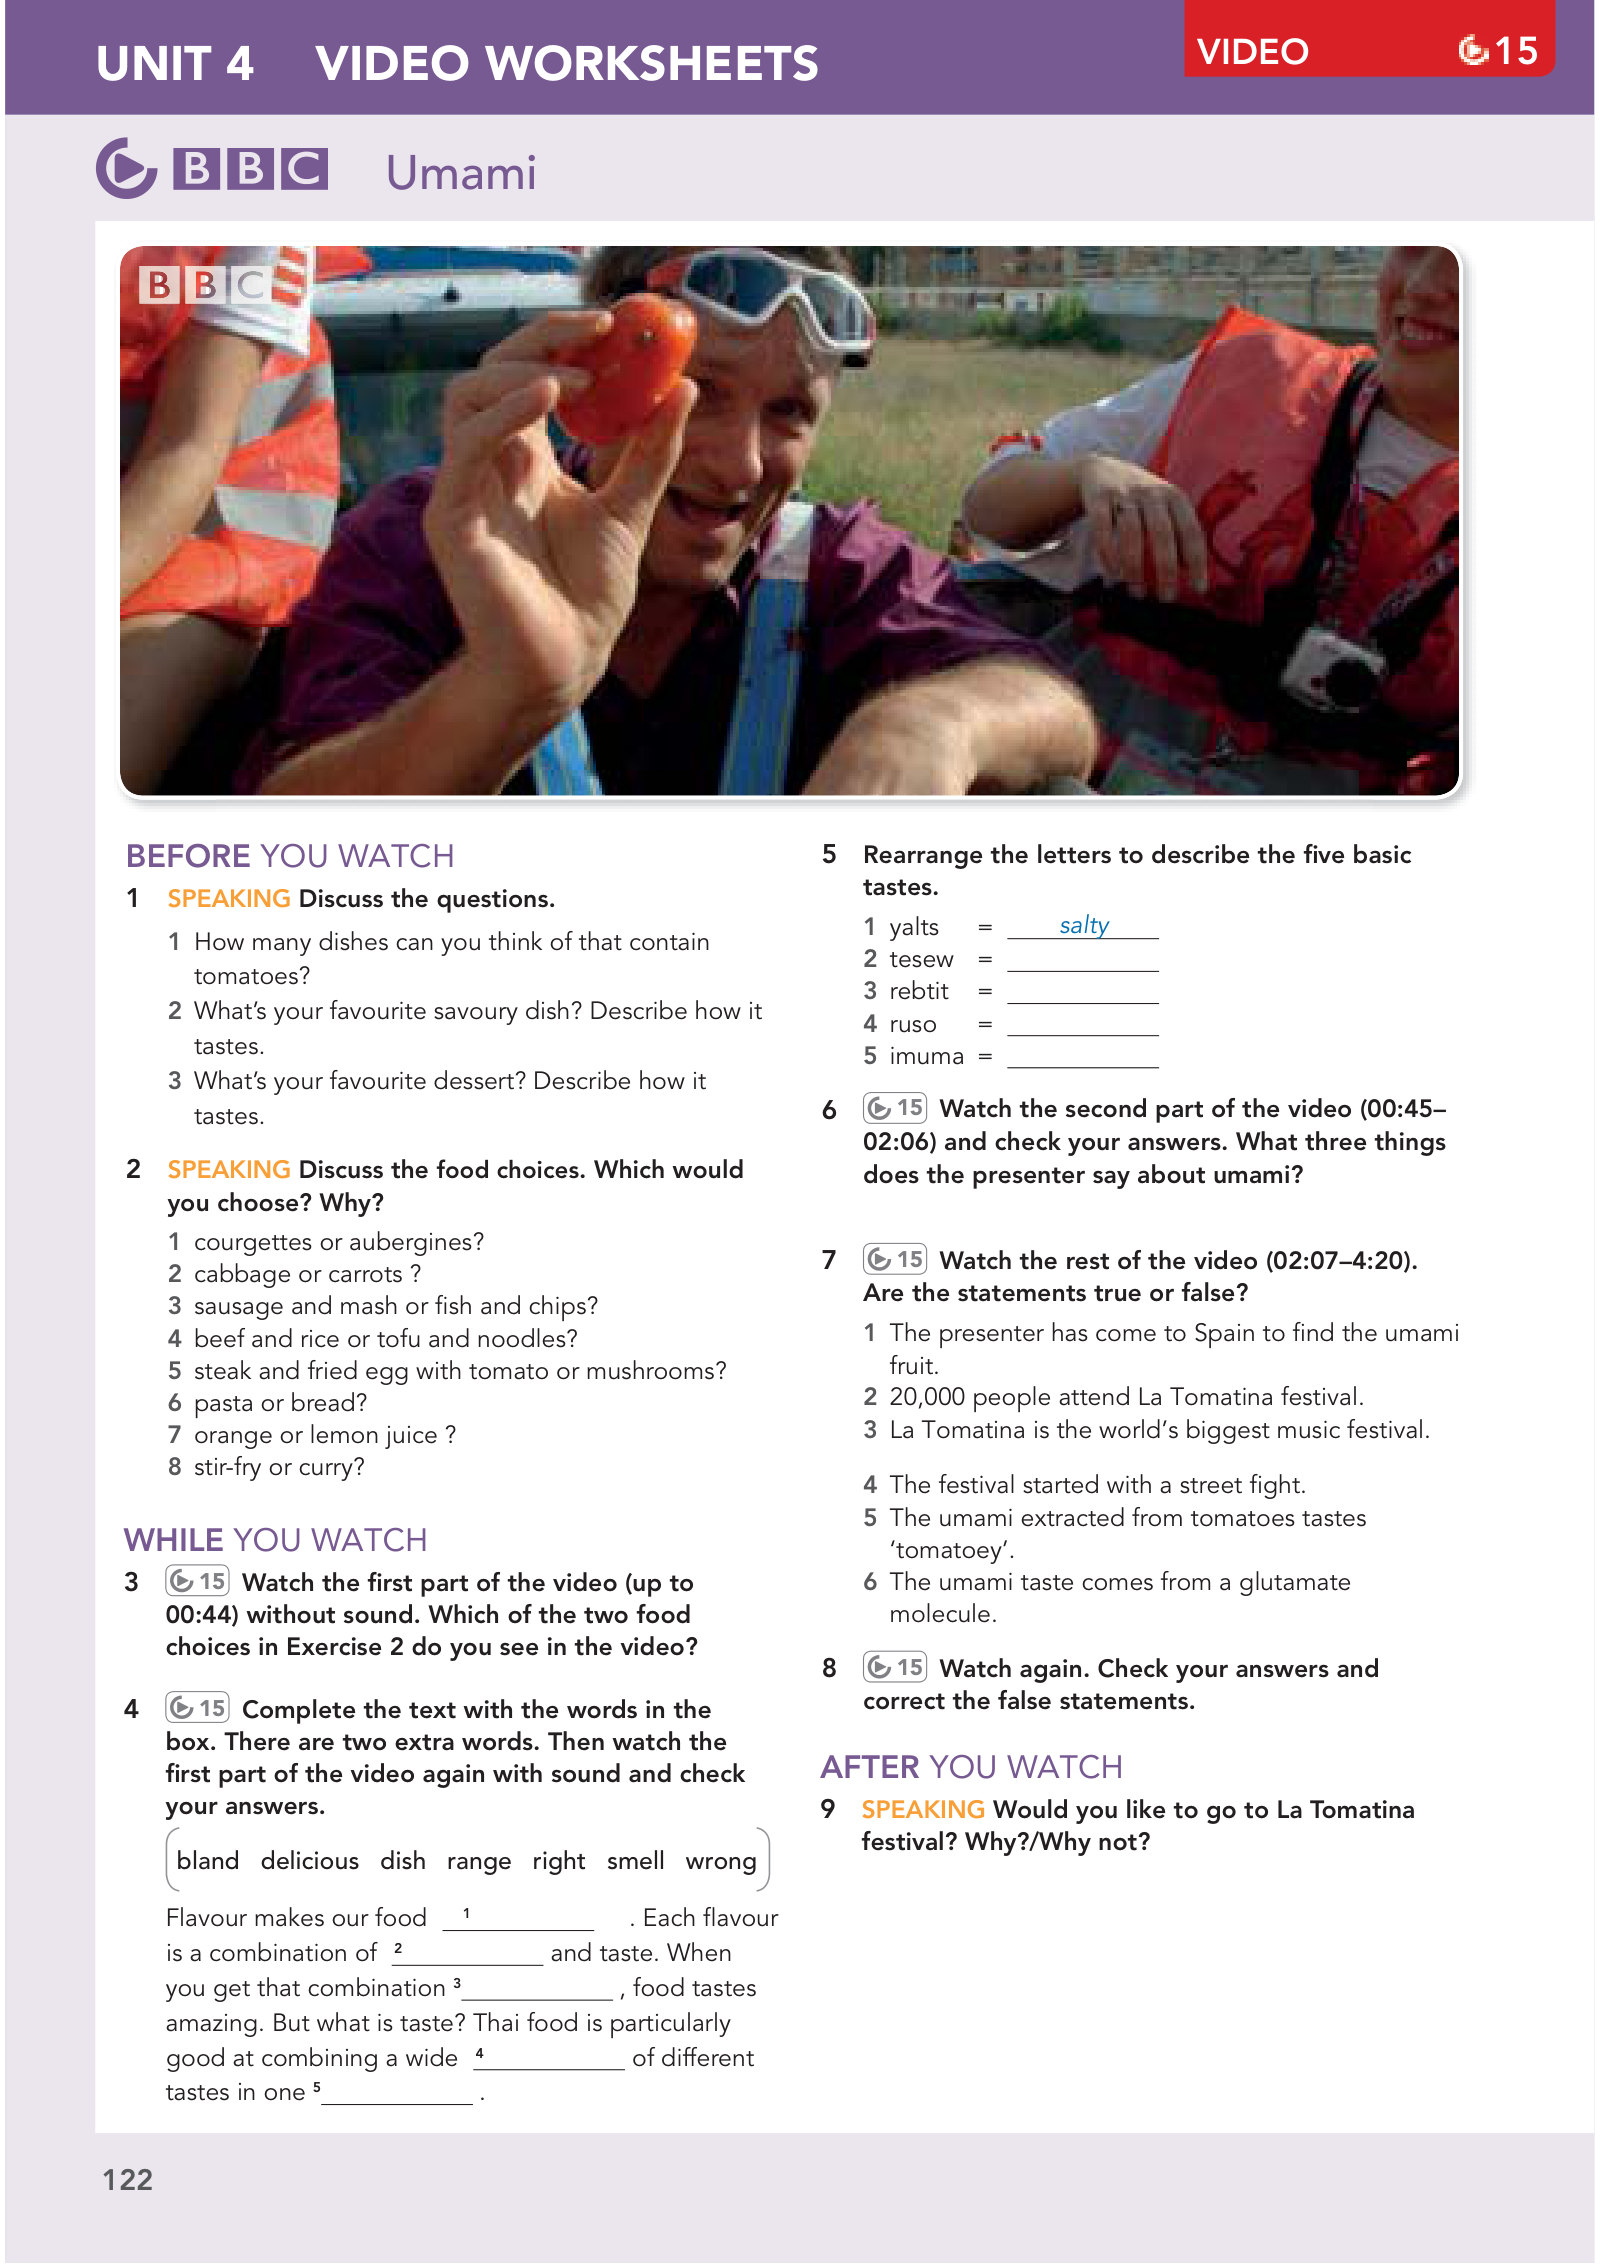 UNIT 4 VIDEO WORKSHEETS
VIDEO 15
BBC Umami
BBC
BEFORE YOU WATCH
1 SPEAKING Discuss the questions.
1 How many dishes can you think of that contain
tomatoes?
2 What's your favourite savoury dish? Describe how it
tastes.
3 What's your favourite dessert? Describe how it
tastes.
2 SPEAKING Discuss the food choices. Which would
you choose? Why?
1 courgettes or aubergines?
2 cabbage or carrots ?
3 sausage and mash or fish and chips?
4 beef and rice or tofu and noodles?
5 steak and fried egg with tomato or mushrooms?
6 pasta or bread?
7 orange or lemon juice ?
8 stir-fry or curry?
WHILE YOU WATCH
3 15 Watch the first part of the video (up to
00:44) without sound. Which of the two food
choices in Exercise 2 do you see in the video?
4 15 Complete the text with the words in the
box. There are two extra words. Then watch the
first part of the video again with sound and check
your answers.
bland delicious dish range right smell wrong
Flavour makes our food 1 ____________ . Each flavour
is a combination of 2 ____________ and taste. When
you get that combination 3 ____________ , food tastes
amazing. But what is taste? Thai food is particularly
good at combining a wide 4 ____________ of different
tastes in one 5 ____________ .
5 Rearrange the letters to describe the five basic
tastes.
1 yalts = salty
2 tesew = ____________
3 rebtit = ____________
4 ruso = ____________
5 imuma = ____________
6 15 Watch the second part of the video (00:45–
02:06) and check your answers. What three things
does the presenter say about umami?
7 15 Watch the rest of the video (02:07–4:20).
Are the statements true or false?
1 The presenter has come to Spain to find the umami
fruit.
2 20,000 people attend La Tomatina festival.
3 La Tomatina is the world's biggest music festival.
4 The festival started with a street fight.
5 The umami extracted from tomatoes tastes
'tomatoey'.
6 The umami taste comes from a glutamate
molecule.
8 15 Watch again. Check your answers and
correct the false statements.
AFTER YOU WATCH
9 SPEAKING Would you like to go to La Tomatina
festival? Why?/Why not?
122